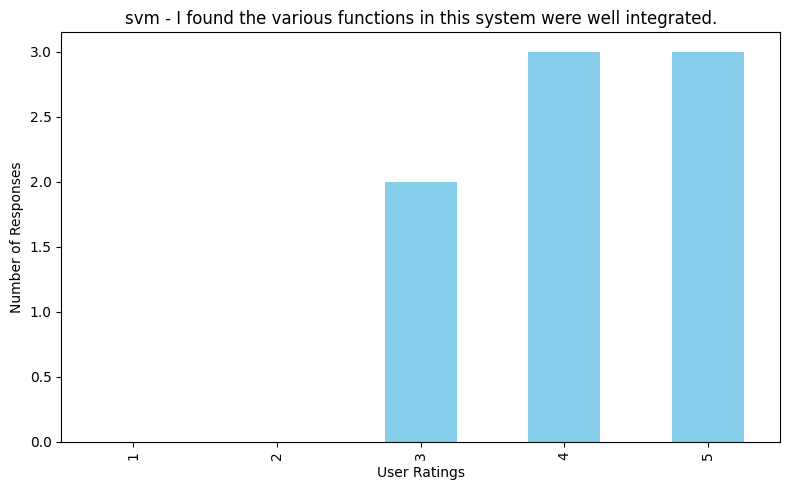 svm - I found the various functions in this system were well integrated.
Number of Responses
3.0
2.5
2.0
1.5
1.0
0.5
0.0
1 2 3 4 5
User Ratings